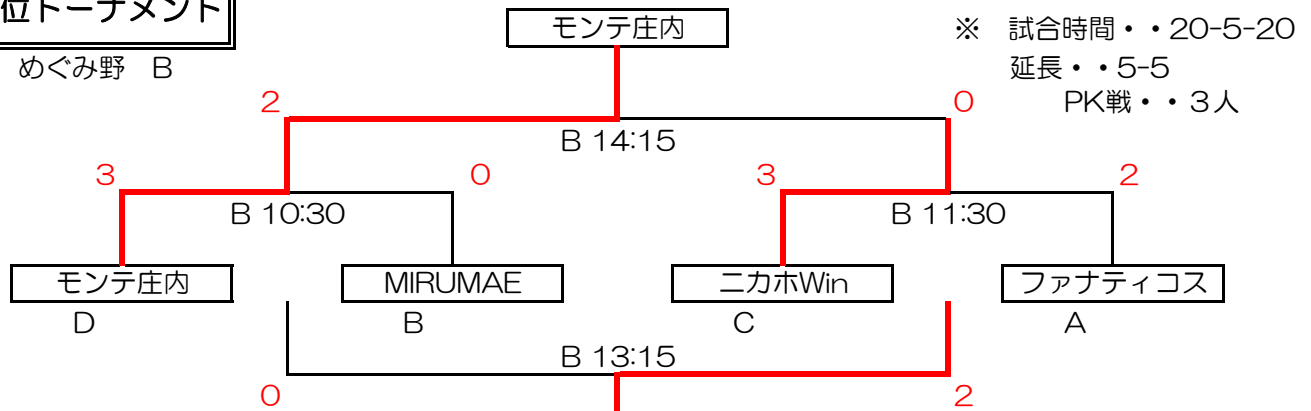 位トーナメント
めぐみ野 B
モンテ庄内
※ 試合時間・・20-5-20
延長・・5-5
PK戦・・3人
2
0
B 14:15
3
0
3
2
B 10:30
B 11:30
モンテ庄内
MIRUMAE
ニカホWin
ファナティコス
D
B
C
A
B 13:15
0
2